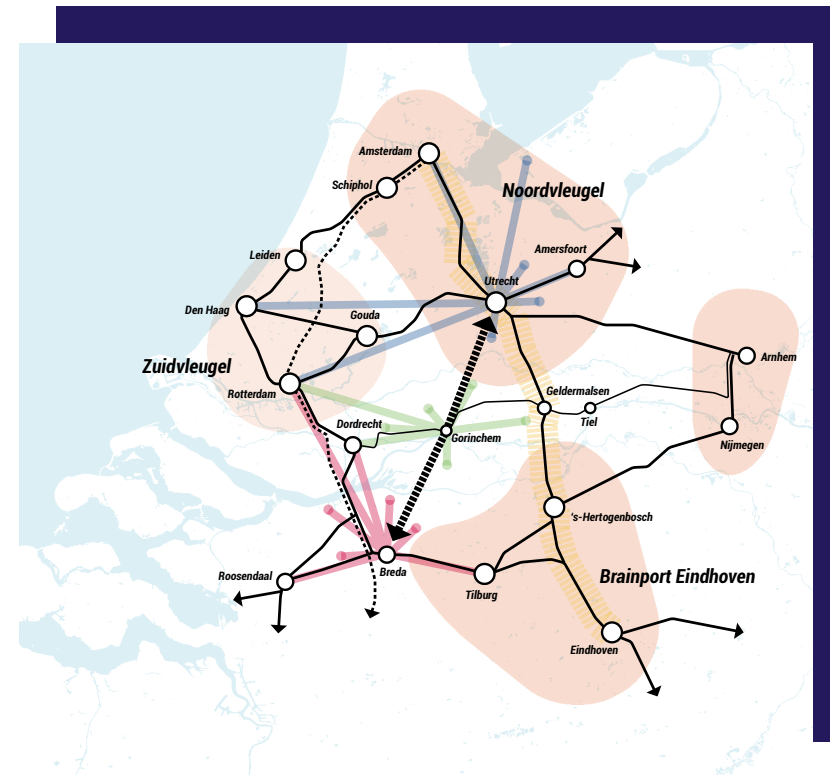 Amsterdam
Schiphol
Noordvleugel
Amersfoort
Leiden
Utrecht
Den Haag
Gouda
Arnhem
Zuidvleugel
Rotterdam
Geldermalsen
Tiel
Dordrecht
Gorinchem
Nijmegen
's-Hertogenbosch
Roosendaal
Breda
Tilburg
Brainport Eindhoven
Eindhoven